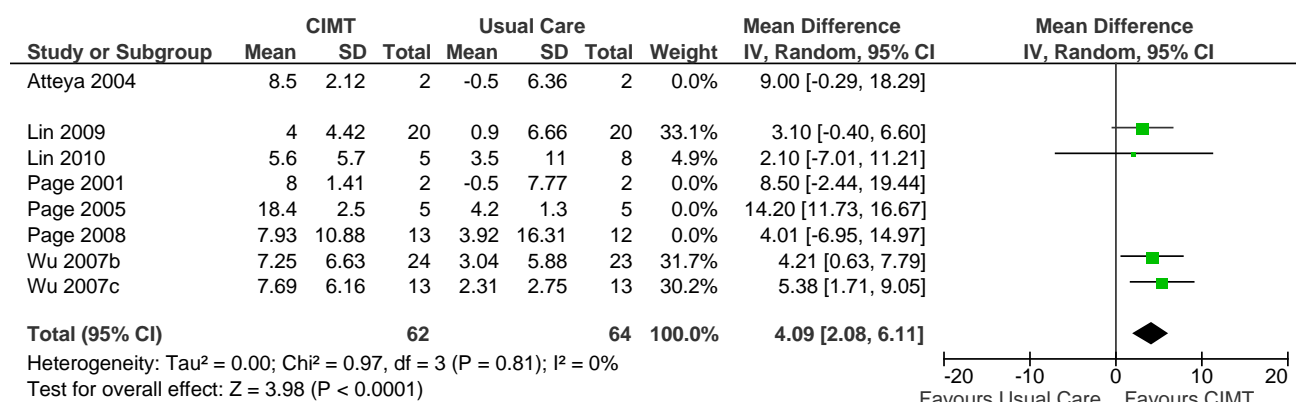 CIMT Usual Care Mean Difference Mean Difference
Study or Subgroup Mean SD Total Mean SD Total Weight IV, Random, 95% CI IV, Random, 95% CI
Atteya 2004 8.5 2.12 2 -0.5 6.36 2 0.0% 9.00 [-0.29, 18.29]
Lin 2009 4 4.42 20 0.9 6.66 20 33.1% 3.10 [-0.40, 6.60]
Lin 2010 5.6 5.7 5 3.5 11 8 4.9% 2.10 [-7.01, 11.21]
Page 2001 8 1.41 2 -0.5 7.77 2 0.0% 8.50 [-2.44, 19.44]
Page 2005 18.4 2.5 5 4.2 1.3 5 0.0% 14.20 [11.73, 16.67]
Page 2008 7.93 10.88 13 3.92 16.31 12 0.0% 4.01 [-6.95, 14.97]
Wu 2007b 7.25 6.63 24 3.04 5.88 23 31.7% 4.21 [0.63, 7.79]
Wu 2007c 7.69 6.16 13 2.31 2.75 13 30.2% 5.38 [1.71, 9.05]
Total (95% CI) 62 64 100.0% 4.09 [2.08, 6.11]
Heterogeneity: Tau² = 0.00; Chi² = 0.97, df = 3 (P = 0.81); I² = 0%
Test for overall effect: Z = 3.98 (P < 0.0001)
-20 -10 0 10 20
Favours Usual Care Favours CIMT